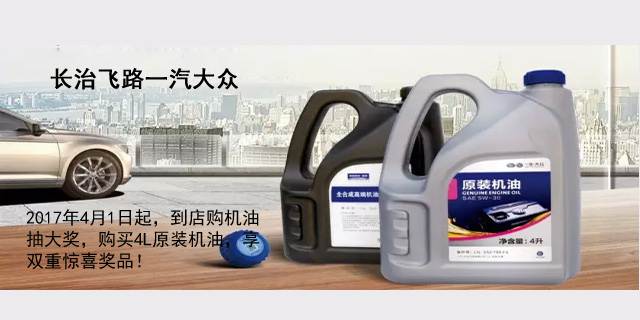 长治飞路一汽大众
2017年4月1日起，到店购机油
抽大奖，购买4L原装机油，享
双重惊喜奖品！
全合成高端机油
原装机油
GENUINE ENGINE OIL
SAE 5W-30
净含量：4升